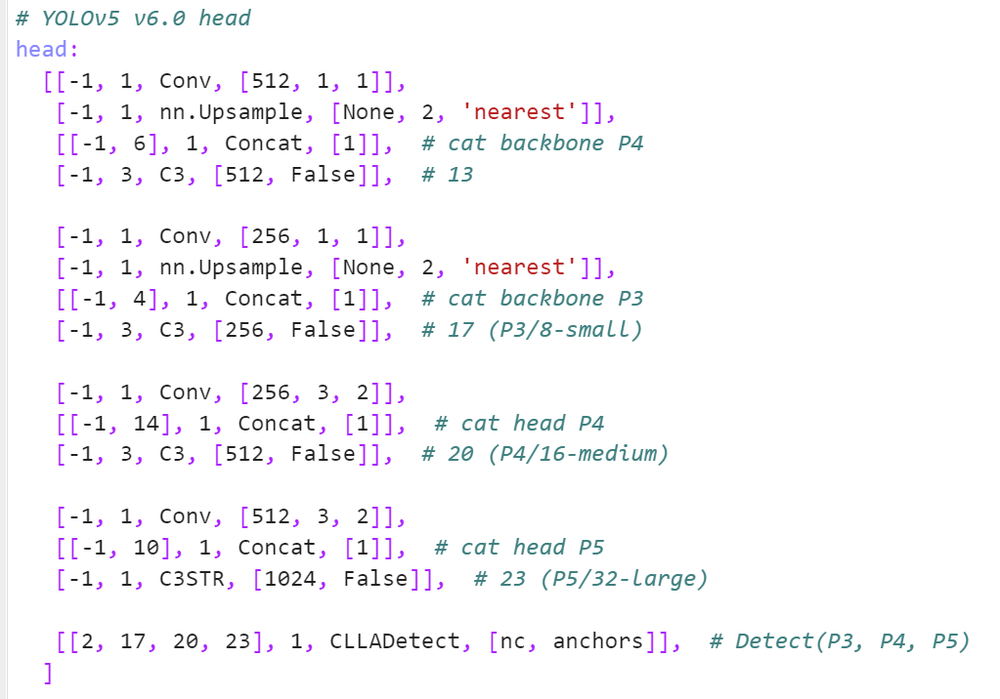 # YOLOv5 v6.0 head
head:
  [[-1, 1, Conv, [512, 1, 1]],
   [-1, 1, nn.Upsample, [None, 2, 'nearest']],
   [[-1, 6], 1, Concat, [1]],  # cat backbone P4
   [-1, 3, C3, [512, False]],  # 13

   [-1, 1, Conv, [256, 1, 1]],
   [-1, 1, nn.Upsample, [None, 2, 'nearest']],
   [[-1, 4], 1, Concat, [1]],  # cat backbone P3
   [-1, 3, C3, [256, False]],  # 17 (P3/8-small)

   [-1, 1, Conv, [256, 3, 2]],
   [[-1, 14], 1, Concat, [1]],  # cat head P4
   [-1, 3, C3, [512, False]],  # 20 (P4/16-medium)

   [-1, 1, Conv, [512, 3, 2]],
   [[-1, 10], 1, Concat, [1]],  # cat head P5
   [-1, 1, C3STR, [1024, False]],  # 23 (P5/32-large)

   [[2, 17, 20, 23], 1, CLLADetect, [nc, anchors]],  # Detect(P3, P4, P5)
  ]